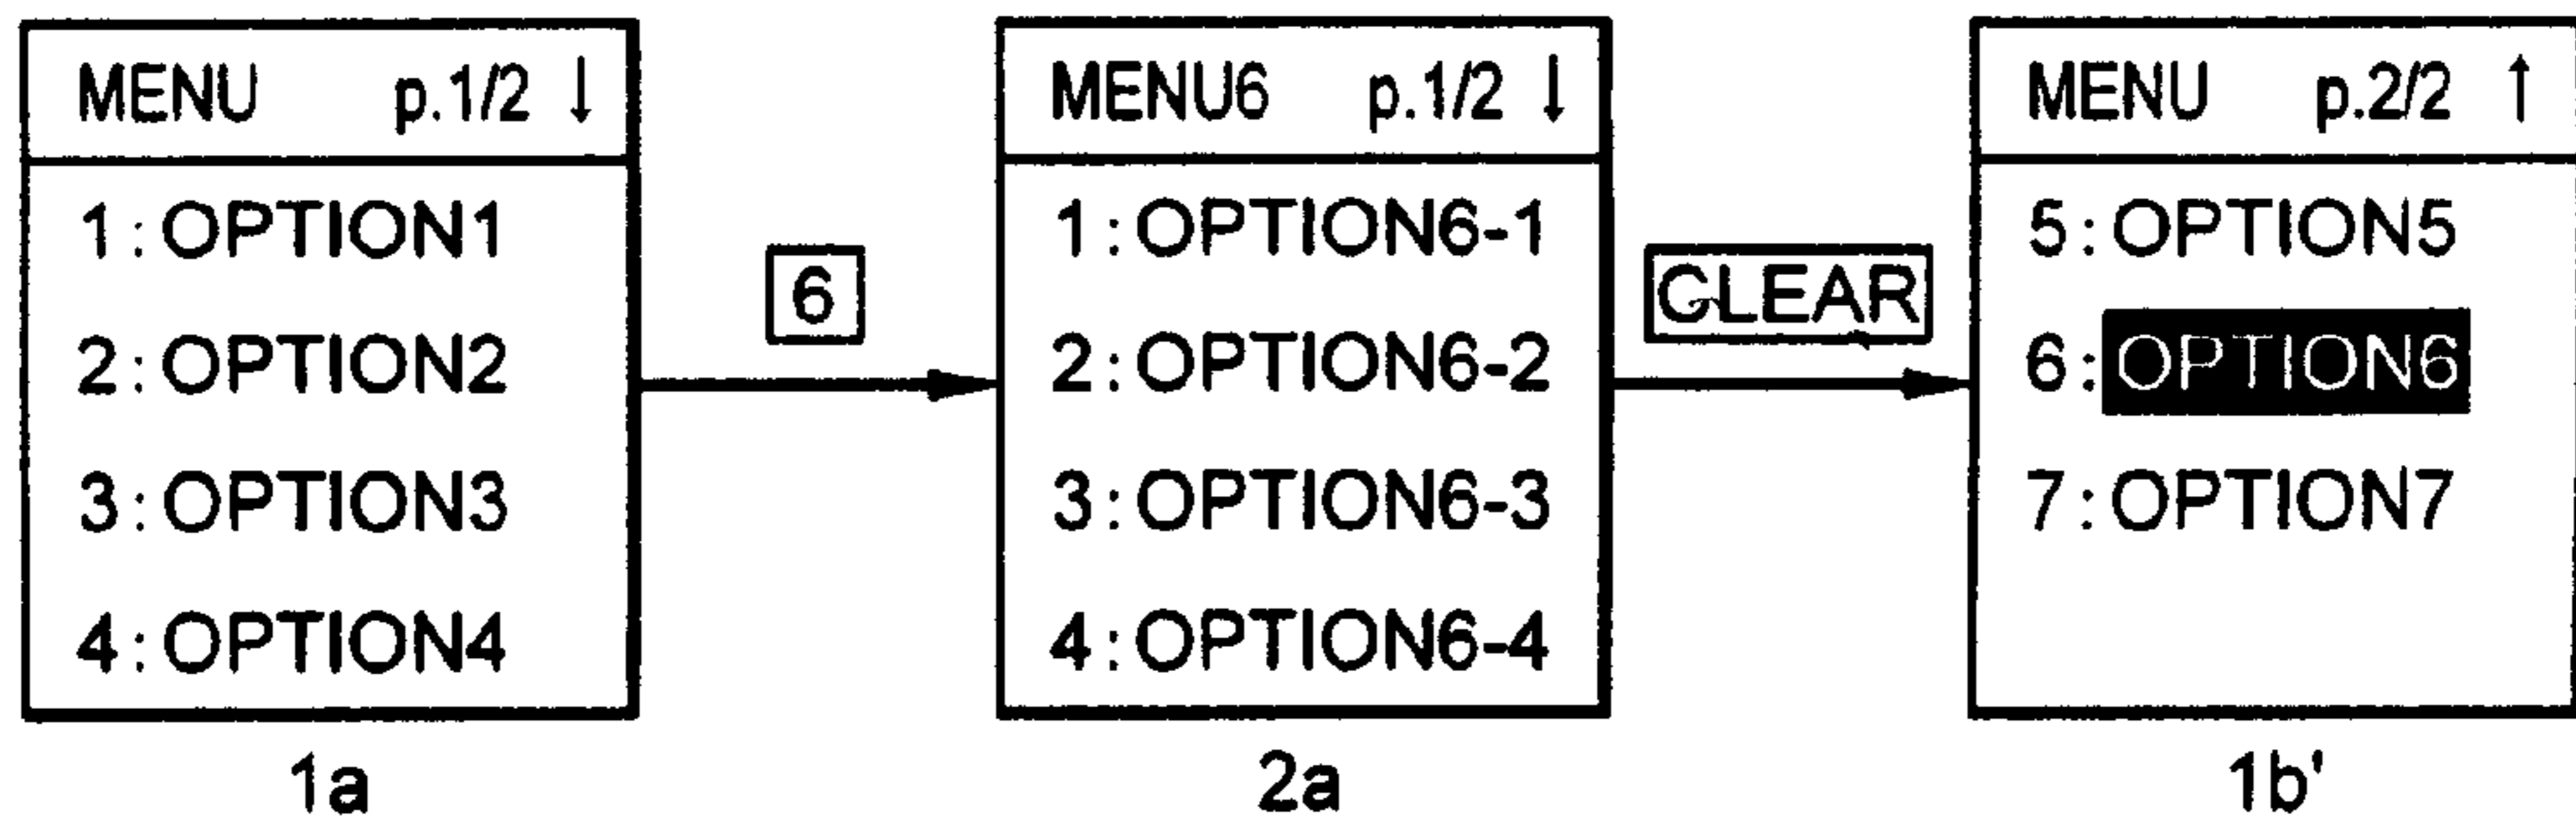 MENU p.1/2 ↓
1:OPTION1
2:OPTION2
3:OPTION3
4:OPTION4
1a
6
MENU6 p.1/2 ↓
1:OPTION6-1
2:OPTION6-2
3:OPTION6-3
4:OPTION6-4
2a
CLEAR
MENU p.2/2 ↑
5:OPTION5
6:OPTION6
7:OPTION7
1b'